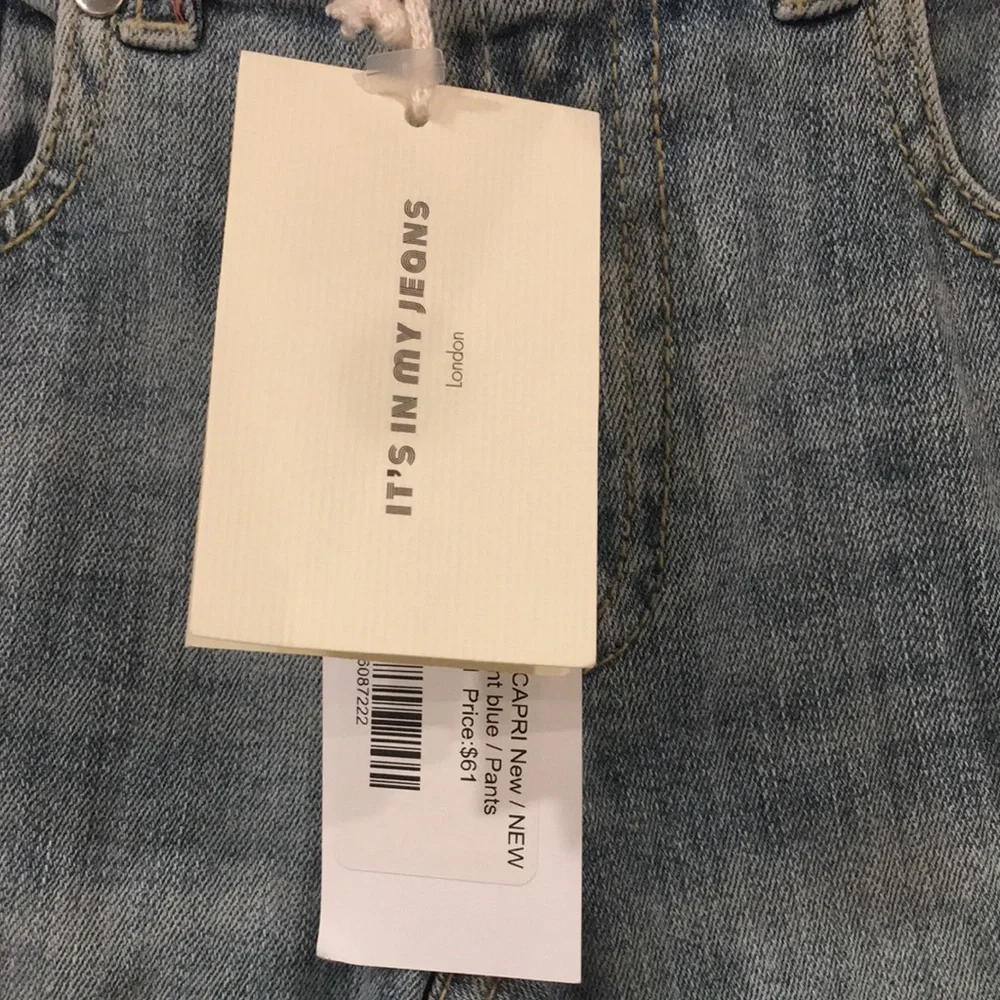 IT'S IN MY JEANS
London
CAPRI New / NEW
nt blue / Pants
Price:$61
6087222